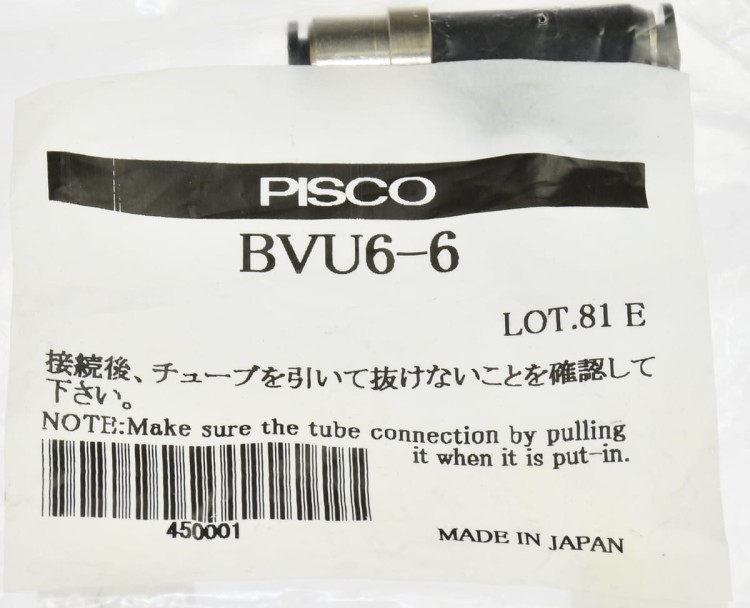 PISCO
BVU6-6
LOT.81 E
接続後、チューブを引いて抜けないことを確認して
下さい。
NOTE:Make sure the tube connection by pulling
it when it is put-in.
450001
MADE IN JAPAN